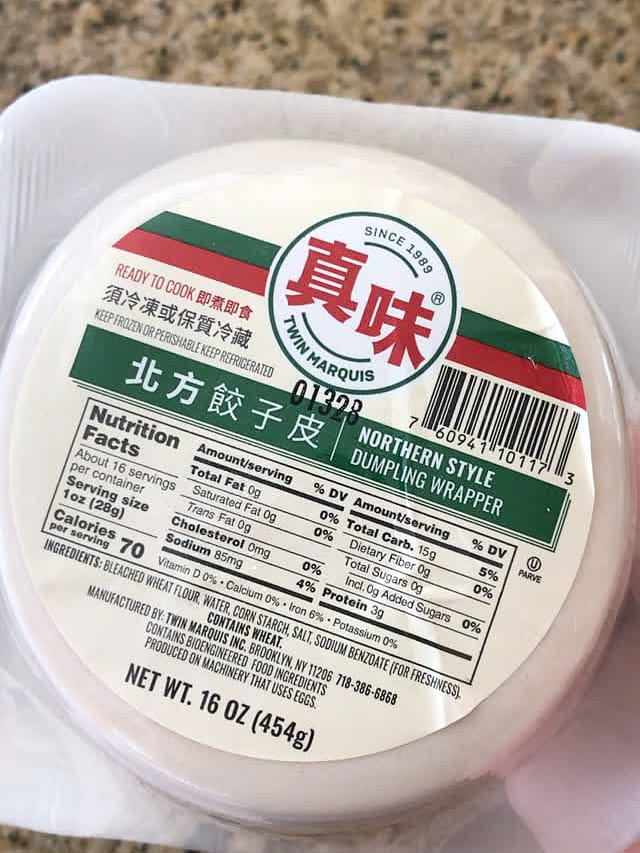 SINCE 1989
真味®
TWIN MARQUIS
READY TO COOK 即煮即食
須冷凍或保質冷藏
KEEP FROZEN OR PERISHABLE KEEP REFRIGERATED
01328
北方餃子皮
NORTHERN STYLE
DUMPLING WRAPPER
7 60941 10117 3
Nutrition
Facts
About 16 servings
per container
Serving size
1oz (28g)
Calories 70
per serving
Amount/serving % DV
Total Fat 0g 0%
Saturated Fat 0g 0%
Trans Fat 0g
Cholesterol 0mg 0%
Sodium 85mg 4%
Amount/serving % DV
Total Carb. 15g 5%
Dietary Fiber 0g 0%
Total Sugars 0g
Incl. 0g Added Sugars 0%
Protein 3g
Vitamin D 0% • Calcium 0% • Iron 6% • Potassium 0%
U
PARVE
INGREDIENTS: BLEACHED WHEAT FLOUR, WATER, CORN STARCH, SALT, SODIUM BENZOATE (FOR FRESHNESS).
CONTAINS WHEAT.
MANUFACTURED BY: TWIN MARQUIS INC. BROOKLYN, NY 11206 718-386-6868
CONTAINS BIOENGINEERED FOOD INGREDIENTS
PRODUCED ON MACHINERY THAT USES EGGS.
NET WT. 16 OZ (454g)